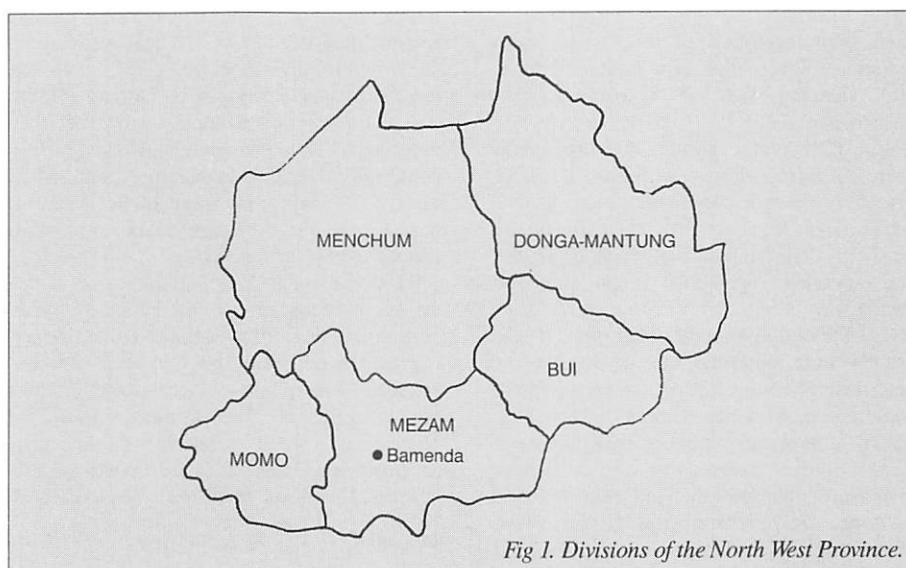 MENCHUM
DONGA-MANTUNG
BUI
MEZAM
MOMO
Bamenda
Fig 1. Divisions of the North West Province.